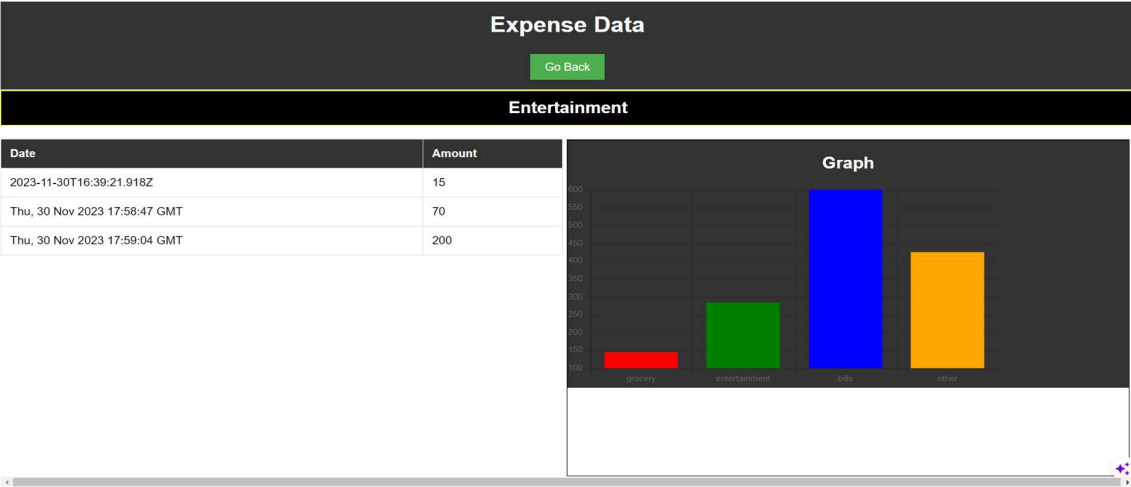 Expense Data
Go Back
Entertainment
Date Amount
2023-11-30T16:39:21.918Z 15
Thu, 30 Nov 2023 17:58:47 GMT 70
Thu, 30 Nov 2023 17:59:04 GMT 200
Graph
600
550
500
450
400
350
300
250
200
150
100
grocery entertainment bills other